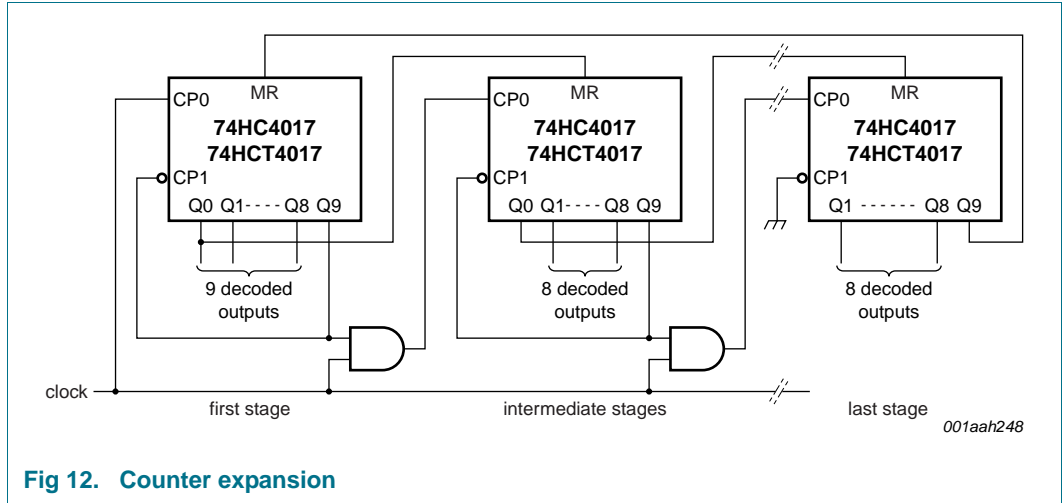 MR
CP0
74HC4017
74HCT4017
CP1
Q0 Q1 - - - - Q8 Q9
9 decoded
outputs
MR
CP0
74HC4017
74HCT4017
CP1
Q0 Q1 - - - - Q8 Q9
8 decoded
outputs
MR
CP0
74HC4017
74HCT4017
CP1
Q1 - - - - - - Q8 Q9
8 decoded
outputs
clock
first stage
intermediate stages
last stage
001aah248
Fig 12. Counter expansion